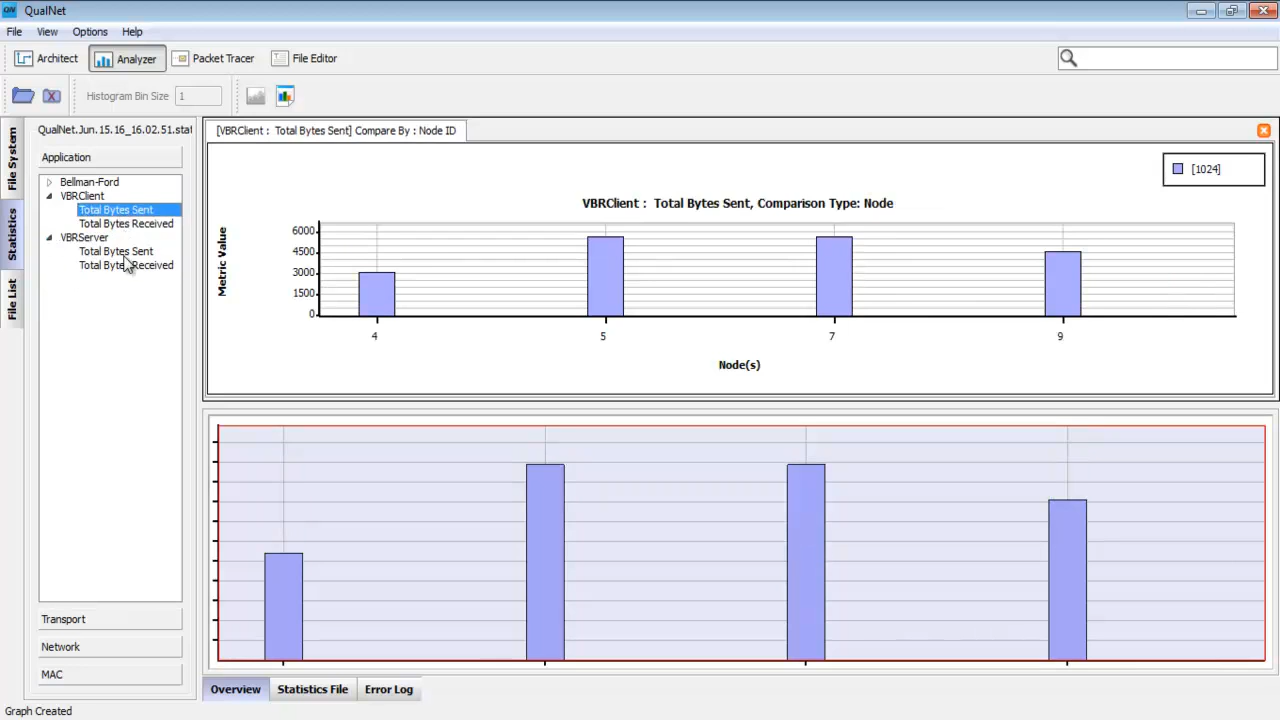 QN QualNet
File View Options Help
Architect Analyzer Packet Tracer File Editor
Histogram Bin Size 1
File System
Statistics
File List
QualNet.Jun.15.16_16.02.51.stat
Application
Bellman-Ford
VBRClient
Total Bytes Sent
Total Bytes Received
VBRServer
Total Bytes Sent
Total Bytes Received
Transport
Network
MAC
[VBRClient : Total Bytes Sent] Compare By : Node ID
[1024]
VBRClient : Total Bytes Sent, Comparison Type: Node
Metric Value
6000
4500
3000
1500
0
4 5 7 9
Node(s)
Overview Statistics File Error Log
Graph Created